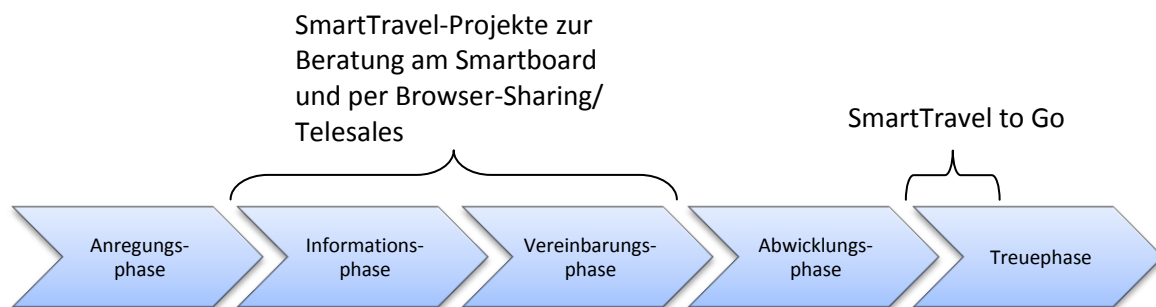 SmartTravel-Projekte zur
Beratung am Smartboard
und per Browser-Sharing/
Telesales
SmartTravel to Go
Anregungs-
phase
Informations-
phase
Vereinbarungs-
phase
Abwicklungs-
phase
Treuephase